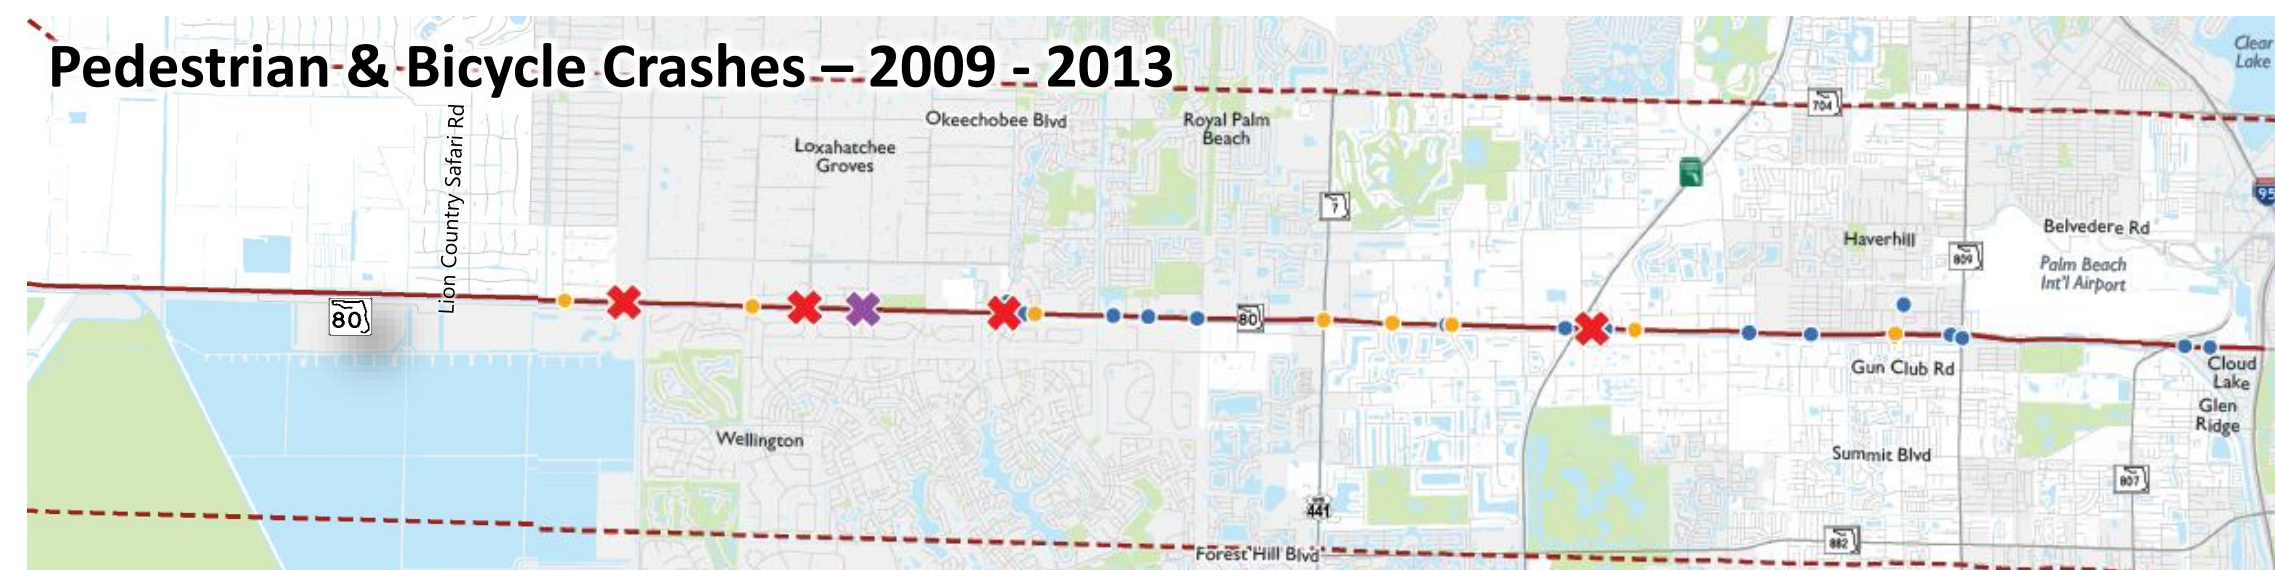 Pedestrian & Bicycle Crashes – 2009 - 2013
Clear
Lake
704
Lion Country Safari Rd
Okeechobee Blvd
Royal Palm
Beach
Loxahatchee
Groves
7
95
Belvedere Rd
Haverhill
809
Palm Beach
Int'l Airport
80
80
Gun Club Rd
Cloud
Lake
Glen
Ridge
Wellington
Summit Blvd
807
441
882
Forest Hill Blvd